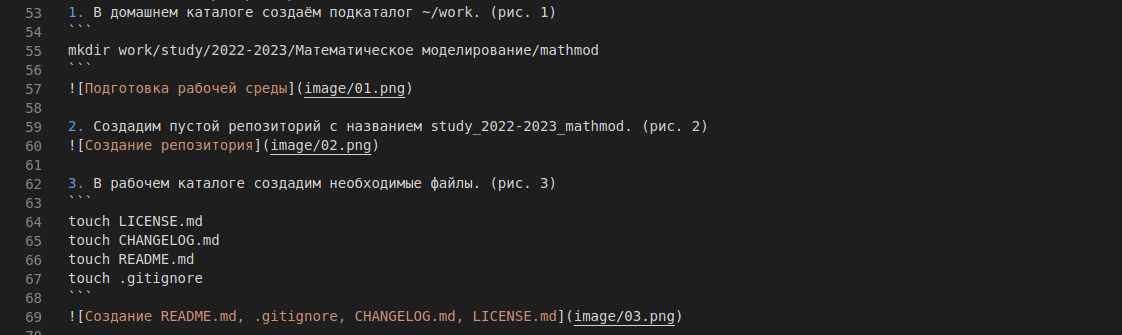 53 1. В домашнем каталоге создаём подкаталог ~/work. (рис. 1)
54 ```
55 mkdir work/study/2022-2023/Математическое моделирование/mathmod
56 ```
57 ![Подготовка рабочей среды](image/01.png)
58
59 2. Создадим пустой репозиторий с названием study_2022-2023_mathmod. (рис. 2)
60 ![Создание репозитория](image/02.png)
61
62 3. В рабочем каталоге создадим необходимые файлы. (рис. 3)
63 ```
64 touch LICENSE.md
65 touch CHANGELOG.md
66 touch README.md
67 touch .gitignore
68 ```
69 ![Создание README.md, .gitignore, CHANGELOG.md, LICENSE.md](image/03.png)